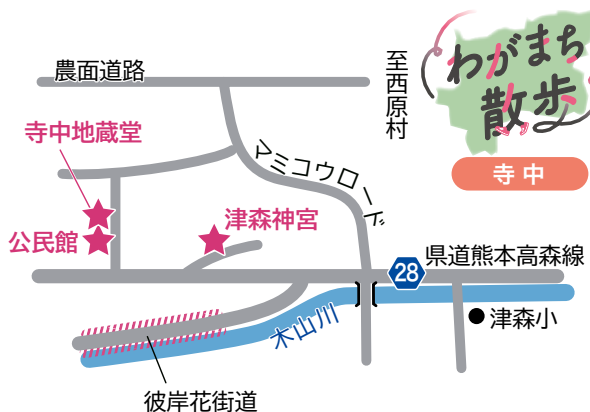 わがまち
散歩
寺中
至西原村
農面道路
寺中地蔵堂
マミコウロード
公民館
津森神宮
28
県道熊本高森線
木山川
津森小
彼岸花街道